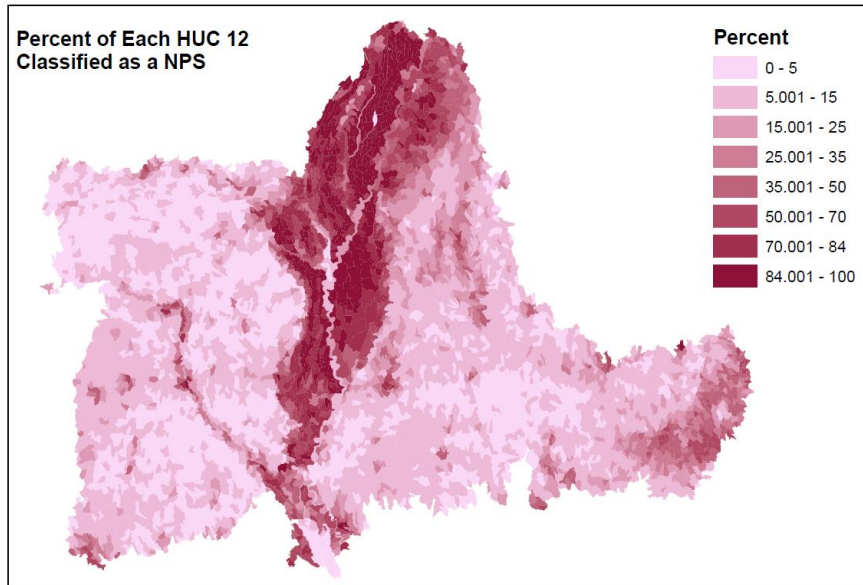 Percent of Each HUC 12
Classified as a NPS
Percent
0 - 5
5.001 - 15
15.001 - 25
25.001 - 35
35.001 - 50
50.001 - 70
70.001 - 84
84.001 - 100